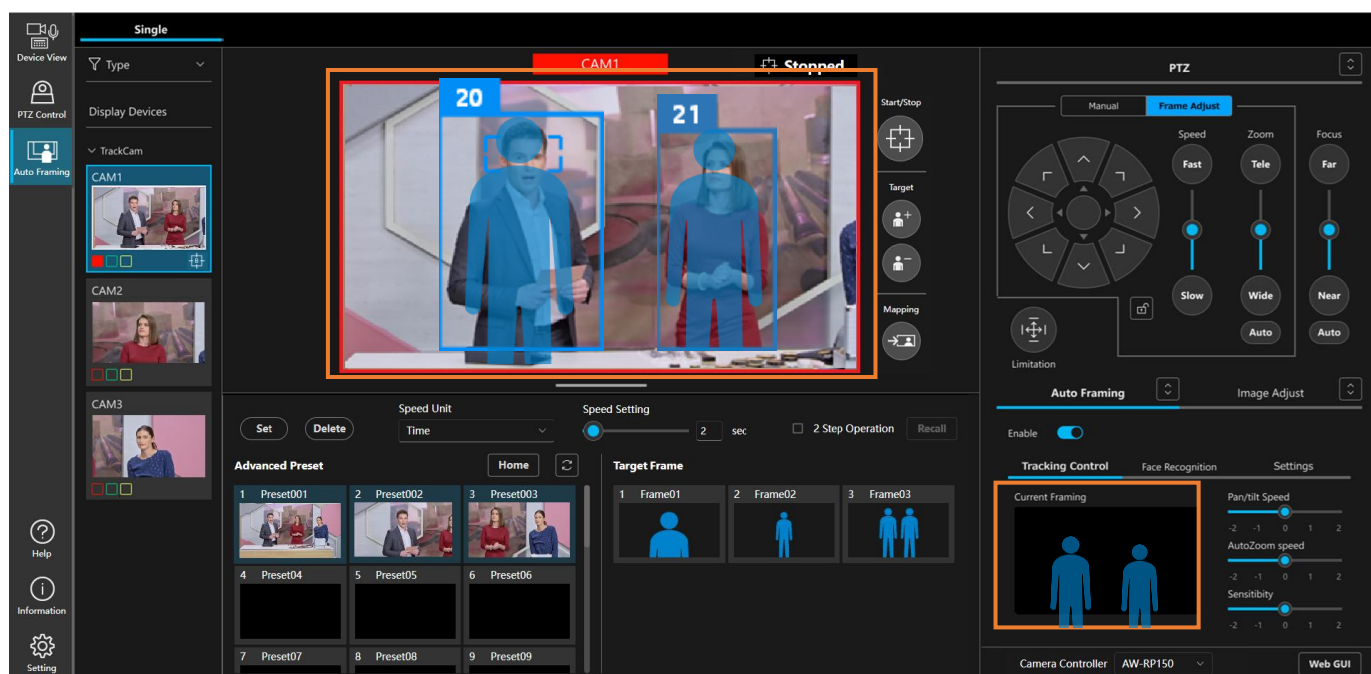 Single
Device View
PTZ Control
Auto Framing
Help
Information
Setting
Type
Display Devices
TrackCam
CAM1
CAM2
CAM3
CAM1
Stopped
20
21
Start/Stop
Target
Mapping
Set Delete
Speed Unit
Time
Speed Setting
2 sec
2 Step Operation Recall
Advanced Preset Home
1 Preset001 2 Preset002 3 Preset003
4 Preset04 5 Preset05 6 Preset06
7 Preset07 8 Preset08 9 Preset09
Target Frame
1 Frame01 2 Frame02 3 Frame03
PTZ
Manual Frame Adjust
Speed Zoom Focus
Fast Tele Far
Slow Wide Near
Auto Auto
Limitation
Auto Framing Image Adjust
Enable
Tracking Control Face Recognition Settings
Current Framing
Pan/tilt Speed
-2 -1 0 1 2
AutoZoom speed
-2 -1 0 1 2
Sensitibity
-2 -1 0 1 2
Camera Controller AW-RP150 Web GUI